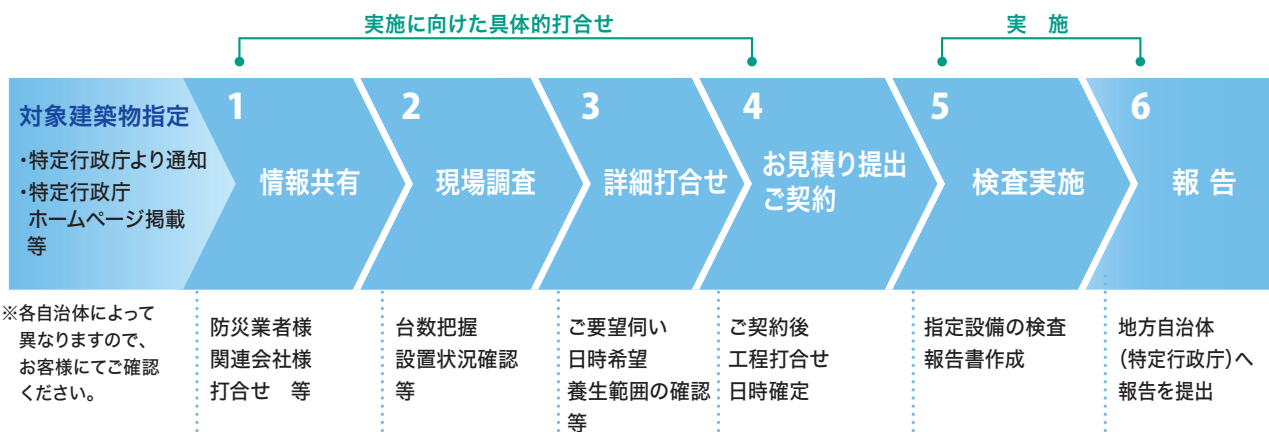 実施に向けた具体的打合せ
実　施
対象建築物指定
・特定行政庁より通知
・特定行政庁
ホームページ掲載
等
※各自治体によって
異なりますので、
お客様にてご確認
ください。
1
情報共有
防災業者様
関連会社様
打合せ　等
2
現場調査
台数把握
設置状況確認
等
3
詳細打合せ
ご要望伺い
日時希望
養生範囲の確認
等
4
お見積り提出
ご契約
ご契約後
工程打合せ
日時確定
5
検査実施
指定設備の検査
報告書作成
6
報 告
地方自治体
(特定行政庁)へ
報告を提出